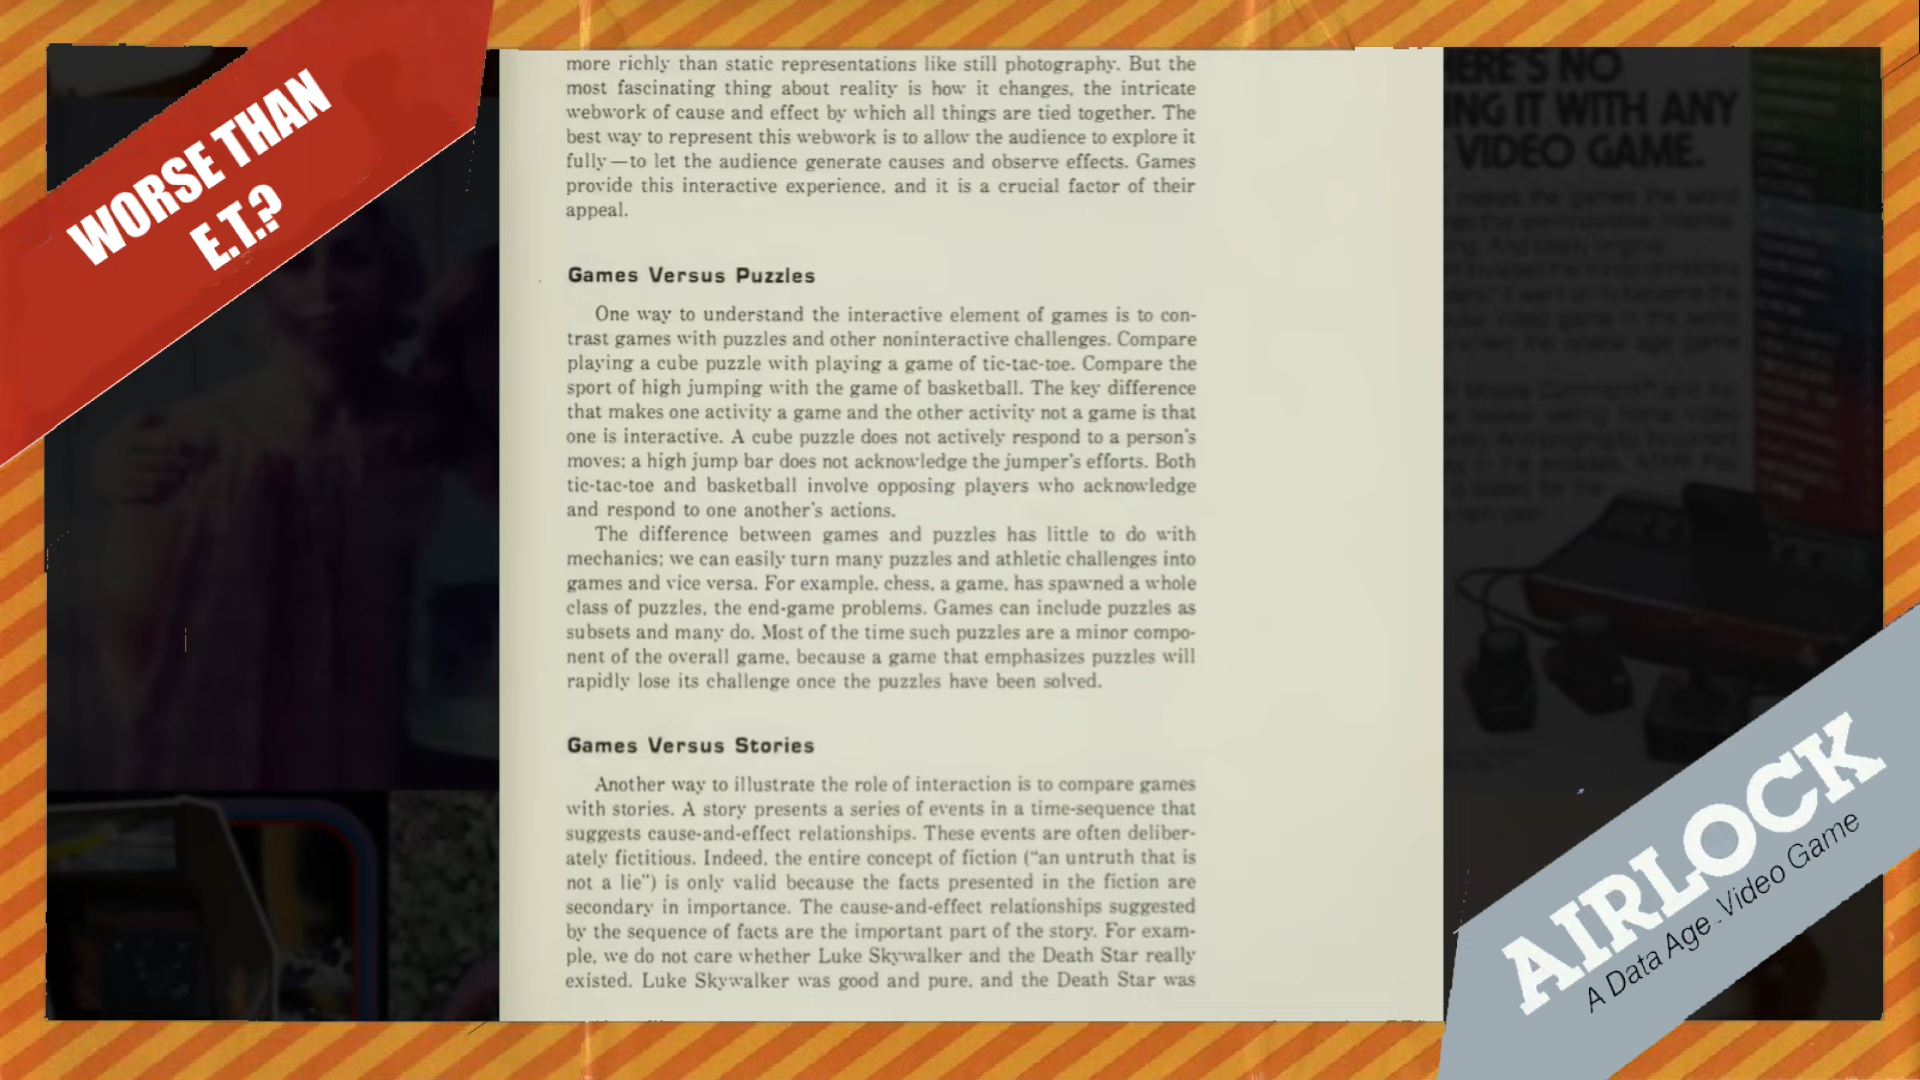 WORSE THAN
E.T.?
more richly than static representations like still photography. But the
most fascinating thing about reality is how it changes, the intricate
webwork of cause and effect by which all things are tied together. The
best way to represent this webwork is to allow the audience to explore it
fully—to let the audience generate causes and observe effects. Games
provide this interactive experience, and it is a crucial factor of their
appeal.
Games Versus Puzzles
One way to understand the interactive element of games is to con-
trast games with puzzles and other noninteractive challenges. Compare
playing a cube puzzle with playing a game of tic-tac-toe. Compare the
sport of high jumping with the game of basketball. The key difference
that makes one activity a game and the other activity not a game is that
one is interactive. A cube puzzle does not actively respond to a person's
moves; a high jump bar does not acknowledge the jumper's efforts. Both
tic-tac-toe and basketball involve opposing players who acknowledge
and respond to one another's actions.
The difference between games and puzzles has little to do with
mechanics; we can easily turn many puzzles and athletic challenges into
games and vice versa. For example, chess, a game, has spawned a whole
class of puzzles, the end-game problems. Games can include puzzles as
subsets and many do. Most of the time such puzzles are a minor compo-
nent of the overall game, because a game that emphasizes puzzles will
rapidly lose its challenge once the puzzles have been solved.
Games Versus Stories
Another way to illustrate the role of interaction is to compare games
with stories. A story presents a series of events in a time-sequence that
suggests cause-and-effect relationships. These events are often deliber-
ately fictitious. Indeed, the entire concept of fiction ("an untruth that is
not a lie") is only valid because the facts presented in the fiction are
secondary in importance. The cause-and-effect relationships suggested
by the sequence of facts are the important part of the story. For exam-
ple, we do not care whether Luke Skywalker and the Death Star really
existed. Luke Skywalker was good and pure, and the Death Star was
HERE'S NO
ING IT WITH ANY
VIDEO GAME.
AIRLOCK
A Data Age Video Game